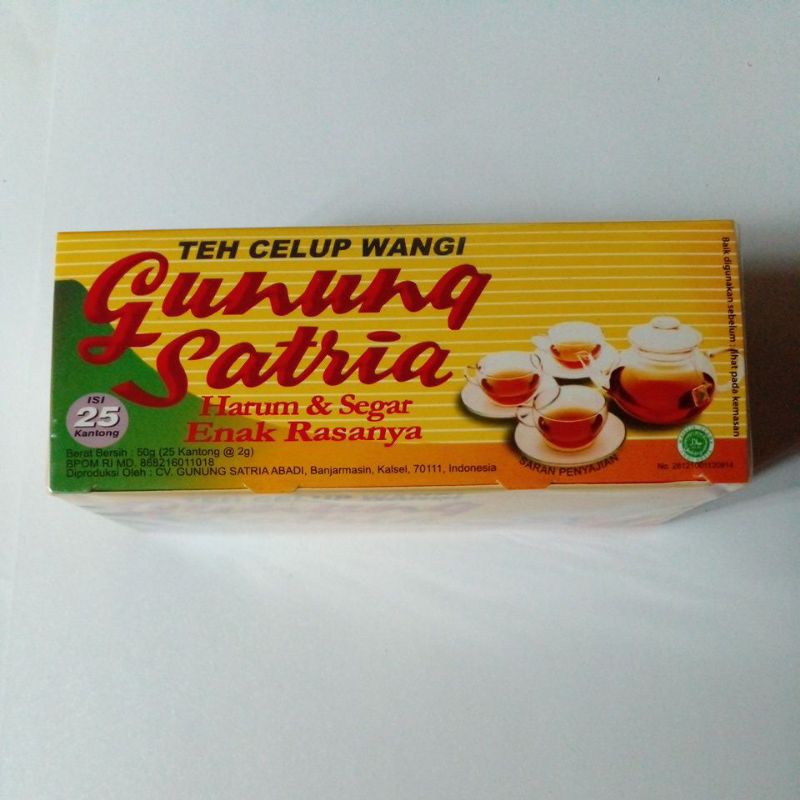 TEH CELUP WANGI
Gunung
Satria
Harum & Segar
Enak Rasanya
ISI
25
Kantong
Berat Bersih : 50g (25 Kantong @ 2g)
BPOM RI MD. 868216011018
Diproduksi Oleh : CV. GUNUNG SATRIA ABADI, Banjarmasin, Kalsel, 70111, Indonesia
SARAN PENYAJIAN
Baik digunakan sebelum : lihat pada kemasan